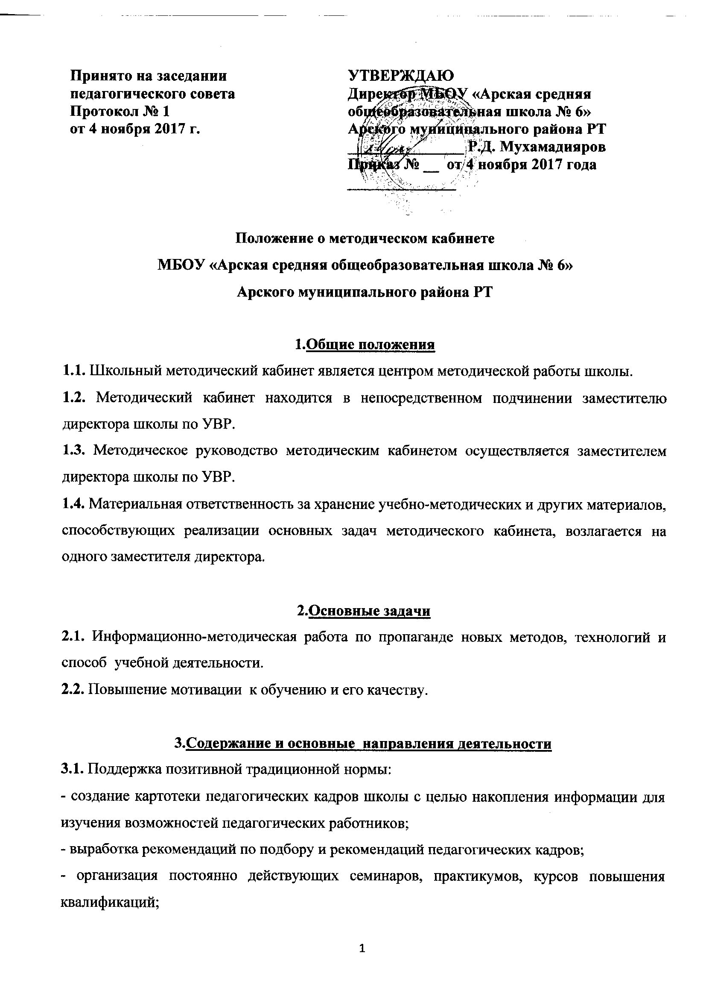 Принято на заседании
педагогического совета
Протокол № 1
от 4 ноября 2017 г.
УТВЕРЖДАЮ
Директор МБОУ «Арская средняя
общеобразовательная школа № 6»
Арского муниципального района РТ
_______________ Р.Д. Мухамадияров
Приказ № __ от 4 ноября 2017 года
Положение о методическом кабинете
МБОУ «Арская средняя общеобразовательная школа № 6»
Арского муниципального района РТ
1.Общие положения
1.1. Школьный методический кабинет является центром методической работы школы.
1.2. Методический кабинет находится в непосредственном подчинении заместителю
директора школы по УВР.
1.3. Методическое руководство методическим кабинетом осуществляется заместителем
директора школы по УВР.
1.4. Материальная ответственность за хранение учебно-методических и других материалов,
способствующих реализации основных задач методического кабинета, возлагается на
одного заместителя директора.
2.Основные задачи
2.1. Информационно-методическая работа по пропаганде новых методов, технологий и
способ учебной деятельности.
2.2. Повышение мотивации к обучению и его качеству.
3.Содержание и основные направления деятельности
3.1. Поддержка позитивной традиционной нормы:
- создание картотеки педагогических кадров школы с целью накопления информации для
изучения возможностей педагогических работников;
- выработка рекомендаций по подбору и рекомендаций педагогических кадров;
- организация постоянно действующих семинаров, практикумов, курсов повышения
квалификаций;
1